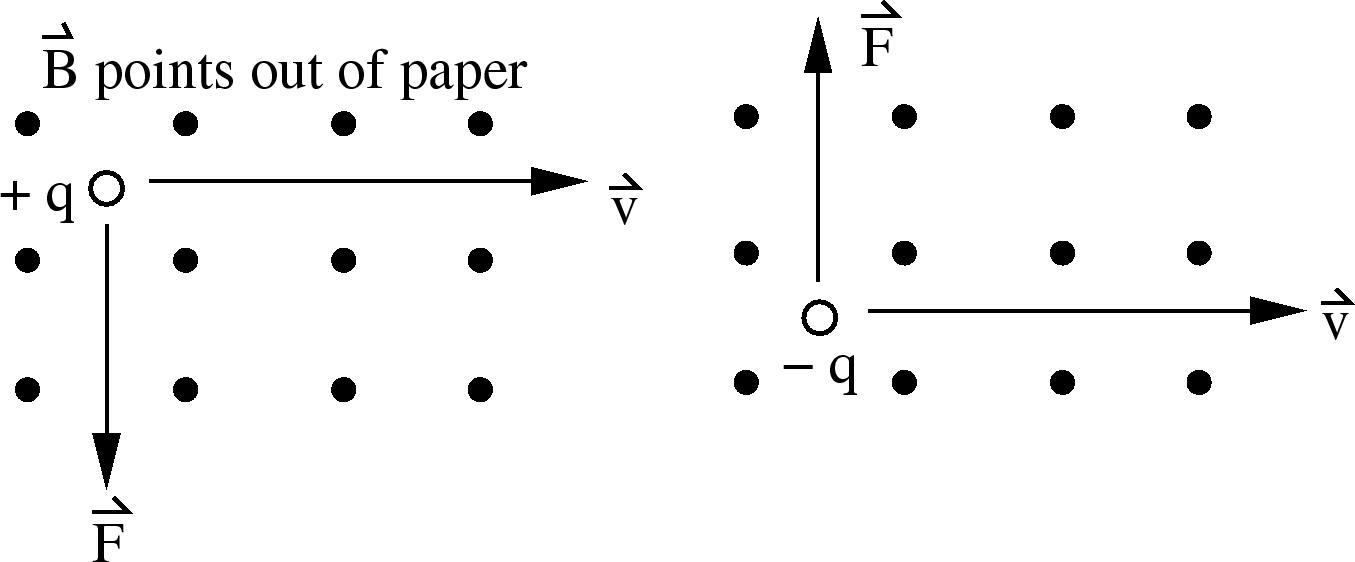 B⃗ points out of paper
F⃗
+ q
v⃗
v⃗
− q
F⃗